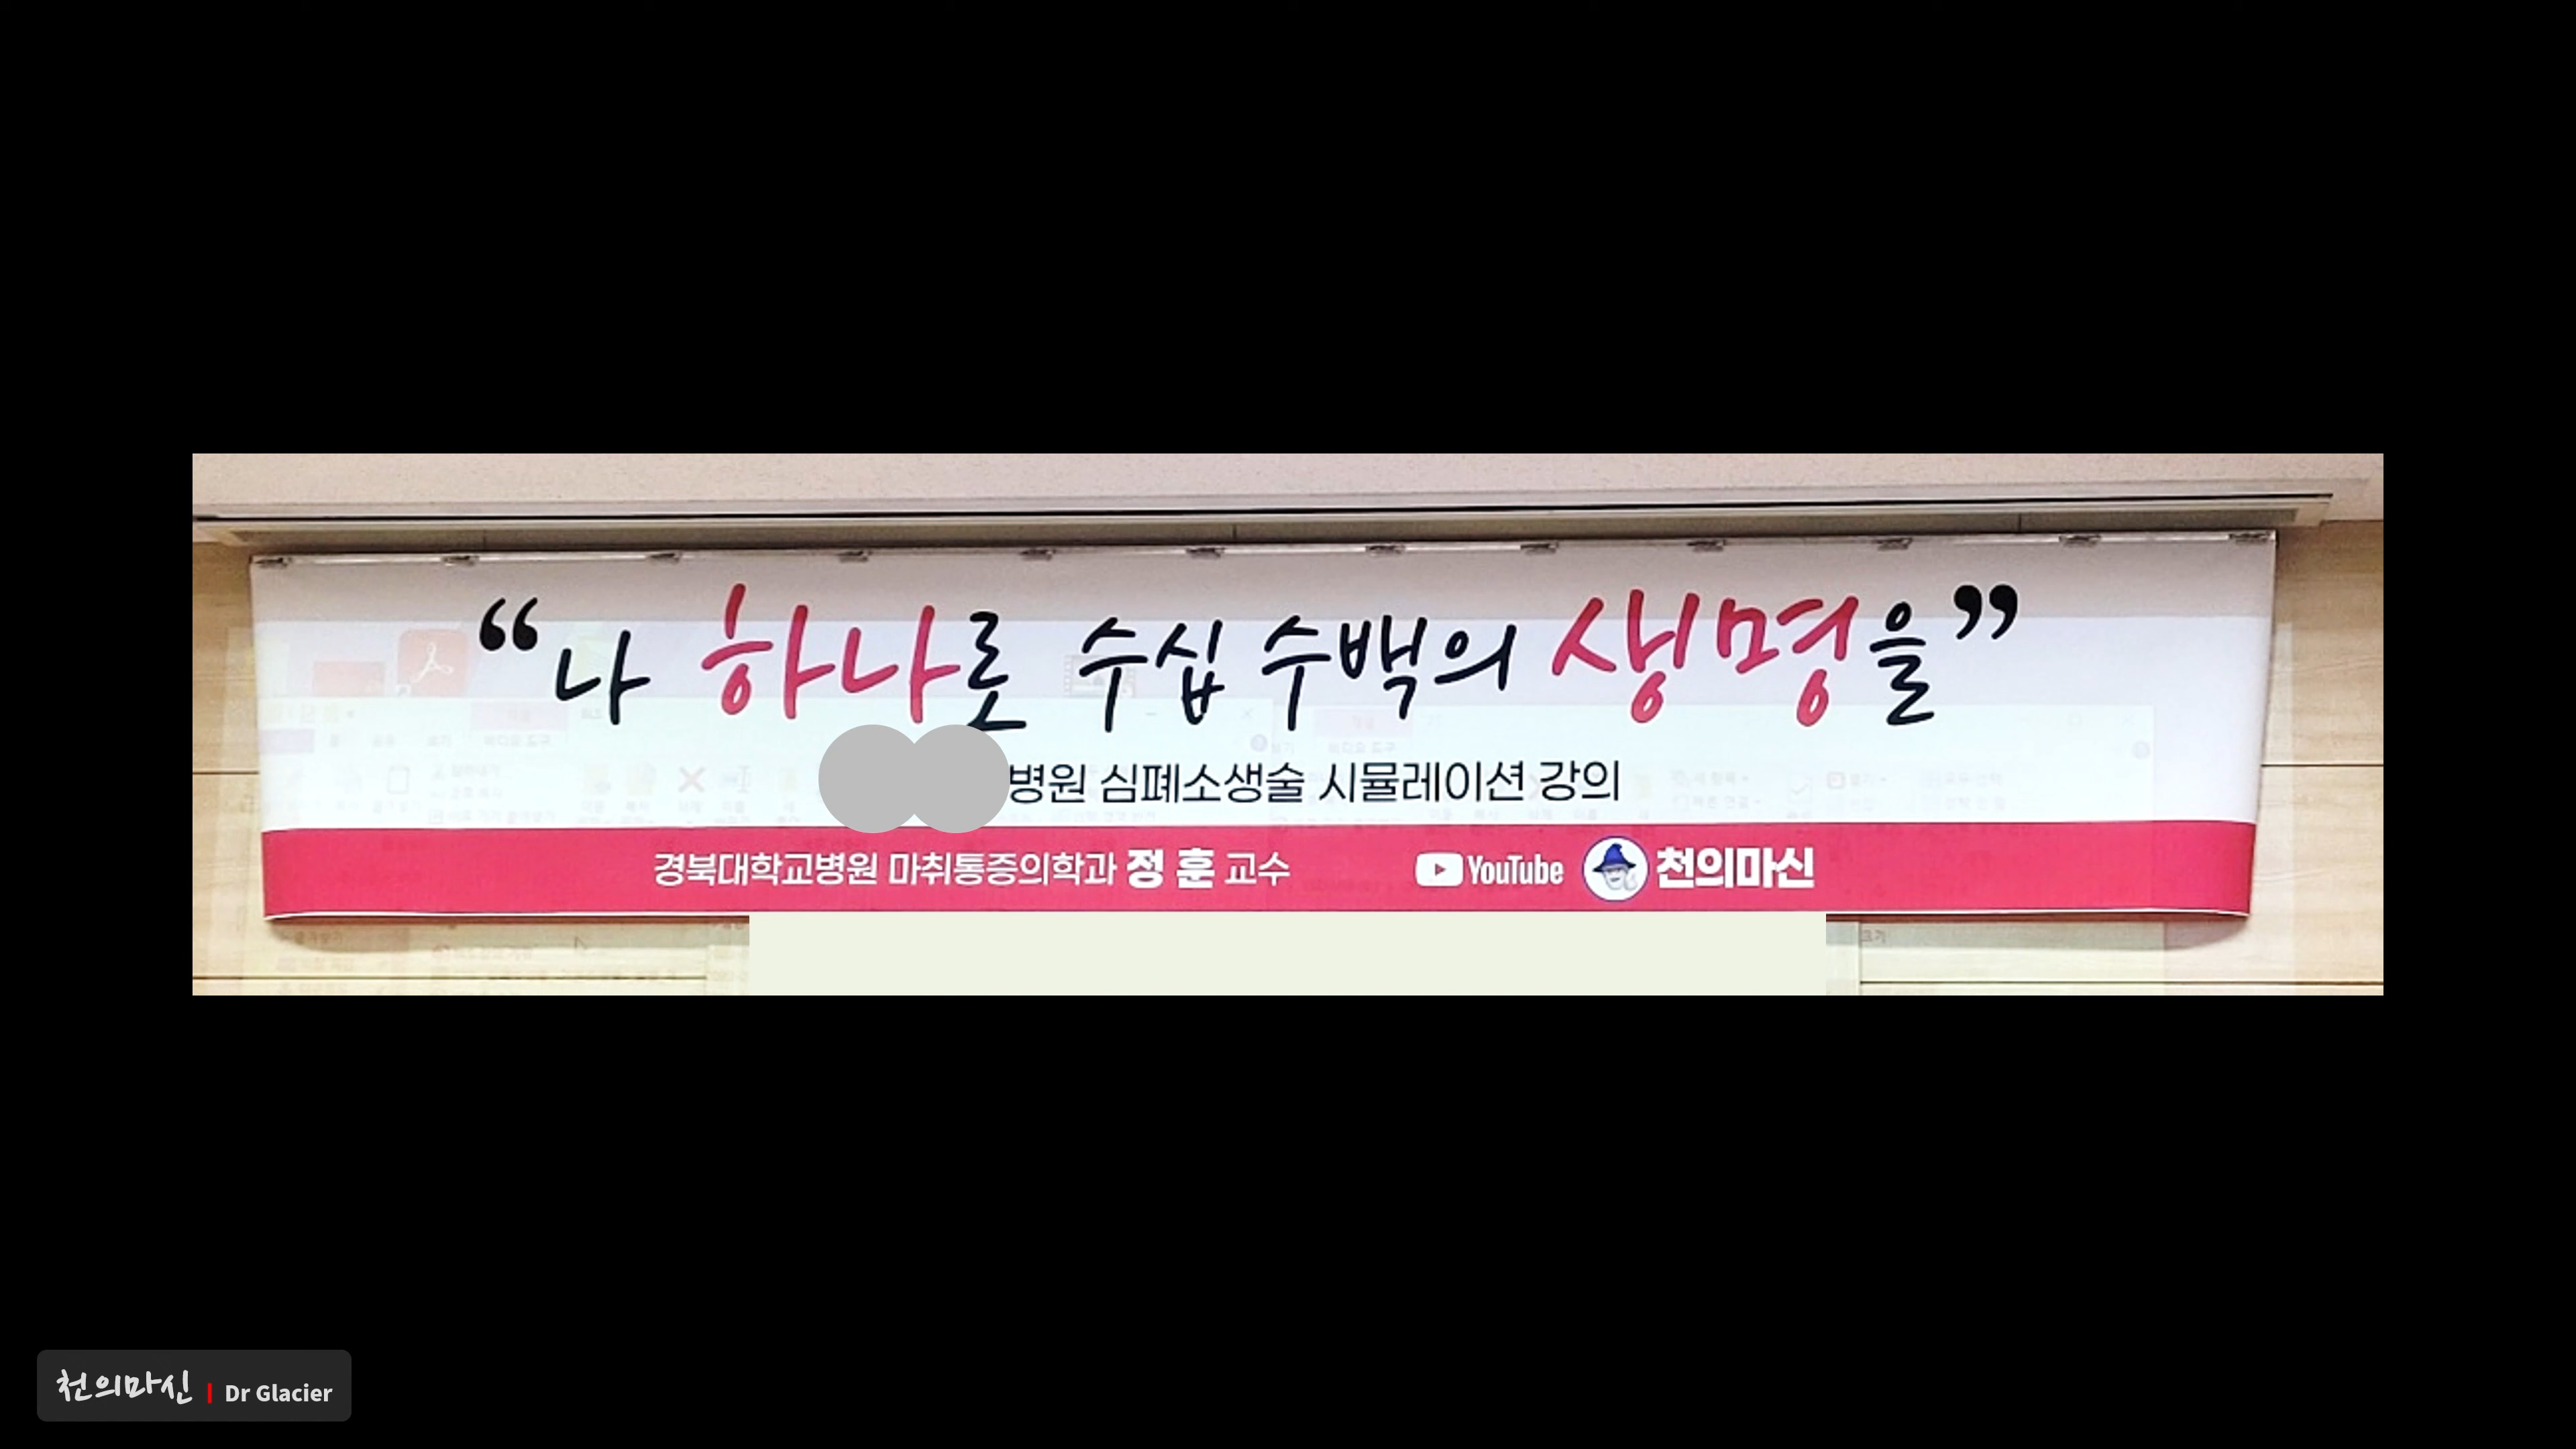 “나 하나로 수십 수백의 생명을”
병원 심폐소생술 시뮬레이션 강의
경북대학교병원 마취통증의학과 정 훈 교수 YouTube 천의마신
천의마신 | Dr Glacier